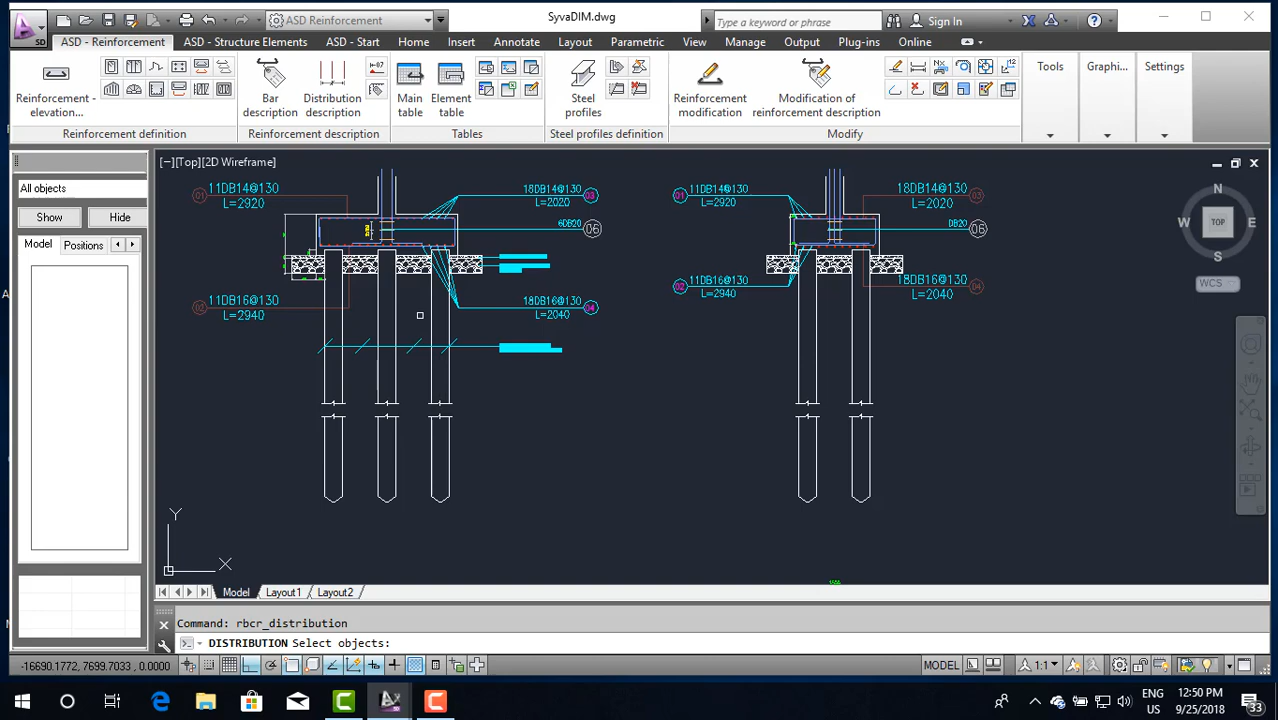 ASD Reinforcement
SyvaDIM.dwg
Type a keyword or phrase
Sign In
5D
ASD - Reinforcement
ASD - Structure Elements
ASD - Start
Home
Insert
Annotate
Layout
Parametric
View
Manage
Output
Plug-ins
Online
Reinforcement elevation...
Bar description
Distribution description
Main table
Element table
Steel profiles definition
Reinforcement modification
Modification of reinforcement description
Tools
Graphi...
Settings
Reinforcement definition
Reinforcement description
Tables
Steel profiles definition
Modify
[−][Top][2D Wireframe]
All objects
Show
Hide
Model
Positions
01
11DB14@130
L=2920
18DB14@130
L=2020
03
6DB20
06
02
11DB16@130
L=2940
18DB16@130
L=2040
04
01
11DB14@130
L=2920
18DB14@130
L=2020
03
DB20
06
02
11DB16@130
L=2940
18DB16@130
L=2040
04
N
W
TOP
E
S
WCS
Y
X
Model
Layout1
Layout2
Command: rbcr_distribution
DISTRIBUTION Select objects:
-16690.1772, 7699.7033, 0.0000
MODEL
1:1
ENG
US
12:50 PM
9/25/2018
33